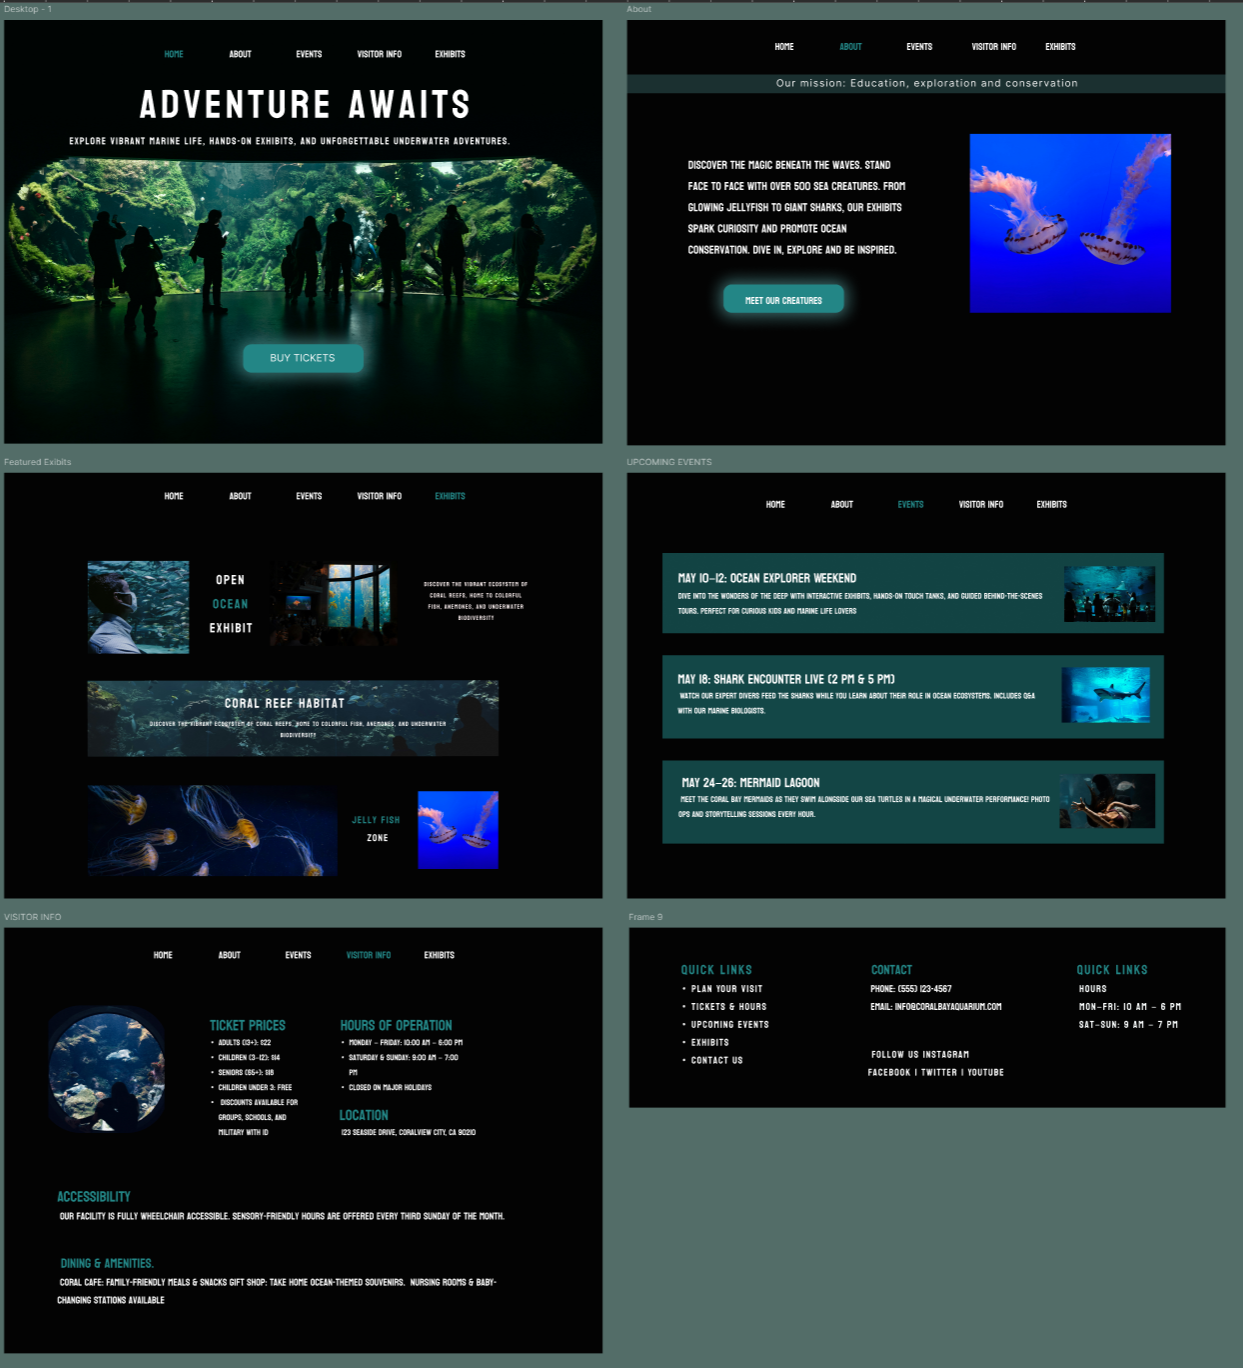 Desktop - 1
HOME ABOUT EVENTS VISITOR INFO EXHIBITS
ADVENTURE AWAITS
EXPLORE VIBRANT MARINE LIFE, HANDS-ON EXHIBITS, AND UNFORGETTABLE UNDERWATER ADVENTURES.
BUY TICKETS
About
HOME ABOUT EVENTS VISITOR INFO EXHIBITS
Our mission: Education, exploration and conservation
DISCOVER THE MAGIC BENEATH THE WAVES. STAND
FACE TO FACE WITH OVER 500 SEA CREATURES. FROM
GLOWING JELLYFISH TO GIANT SHARKS, OUR EXHIBITS
SPARK CURIOSITY AND PROMOTE OCEAN
CONSERVATION. DIVE IN, EXPLORE AND BE INSPIRED.
MEET OUR CREATURES
Featured Exibits
HOME ABOUT EVENTS VISITOR INFO EXHIBITS
OPEN
OCEAN
EXHIBIT
DISCOVER THE VIBRANT ECOSYSTEM OF
CORAL REEFS, HOME TO COLORFUL
FISH, ANEMONES, AND UNDERWATER
BIODIVERSITY
CORAL REEF HABITAT
DISCOVER THE VIBRANT ECOSYSTEM OF CORAL REEFS, HOME TO COLORFUL FISH, ANEMONES, AND UNDERWATER
BIODIVERSITY
JELLY FISH
ZONE
UPCOMING EVENTS
HOME ABOUT EVENTS VISITOR INFO EXHIBITS
MAY 10–12: OCEAN EXPLORER WEEKEND
DIVE INTO THE WONDERS OF THE DEEP WITH INTERACTIVE EXHIBITS, HANDS-ON TOUCH TANKS, AND GUIDED BEHIND-THE-SCENES
TOURS. PERFECT FOR CURIOUS KIDS AND MARINE LIFE LOVERS
MAY 18: SHARK ENCOUNTER LIVE (2 PM & 5 PM)
WATCH OUR EXPERT DIVERS FEED THE SHARKS WHILE YOU LEARN ABOUT THEIR ROLE IN OCEAN ECOSYSTEMS. INCLUDES Q&A
WITH OUR MARINE BIOLOGISTS.
MAY 24–26: MERMAID LAGOON
MEET THE CORAL BAY MERMAIDS AS THEY SWIM ALONGSIDE OUR SEA TURTLES IN A MAGICAL UNDERWATER PERFORMANCE! PHOTO
OPS AND STORYTELLING SESSIONS EVERY HOUR.
VISITOR INFO
HOME ABOUT EVENTS VISITOR INFO EXHIBITS
TICKET PRICES
• ADULTS (13+): $22
• CHILDREN (3–12): $14
• SENIORS (65+): $18
• CHILDREN UNDER 3: FREE
• DISCOUNTS AVAILABLE FOR
GROUPS, SCHOOLS, AND
MILITARY WITH ID
HOURS OF OPERATION
• MONDAY – FRIDAY: 10:00 AM – 6:00 PM
• SATURDAY & SUNDAY: 9:00 AM – 7:00
PM
• CLOSED ON MAJOR HOLIDAYS
LOCATION
123 SEASIDE DRIVE, CORALVIEW CITY, CA 90210
ACCESSIBILITY
OUR FACILITY IS FULLY WHEELCHAIR ACCESSIBLE. SENSORY-FRIENDLY HOURS ARE OFFERED EVERY THIRD SUNDAY OF THE MONTH.
DINING & AMENITIES.
CORAL CAFE: FAMILY-FRIENDLY MEALS & SNACKS GIFT SHOP: TAKE HOME OCEAN-THEMED SOUVENIRS. NURSING ROOMS & BABY-
CHANGING STATIONS AVAILABLE
Frame 9
QUICK LINKS
• PLAN YOUR VISIT
• TICKETS & HOURS
• UPCOMING EVENTS
• EXHIBITS
• CONTACT US
CONTACT
PHONE: (555) 123-4567
EMAIL: INFO@CORALBAYAQUARIUM.COM
FOLLOW US INSTAGRAM
FACEBOOK | TWITTER | YOUTUBE
QUICK LINKS
HOURS
MON–FRI: 10 AM – 6 PM
SAT–SUN: 9 AM – 7 PM